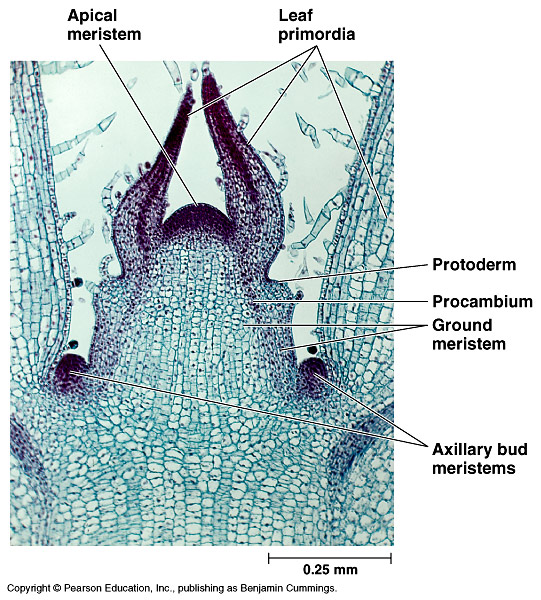 Apical
meristem
Leaf
primordia
Protoderm
Procambium
Ground
meristem
Axillary bud
meristems
0.25 mm
Copyright © Pearson Education, Inc., publishing as Benjamin Cummings.